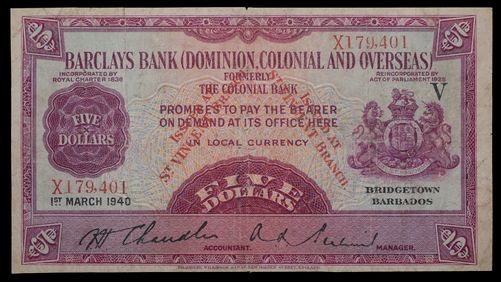 X179,401
BARCLAYS BANK (DOMINION, COLONIAL AND OVERSEAS)
INCORPORATED BY
ROYAL CHARTER 1836
FORMERLY
THE COLONIAL BANK
REINCORPORATED BY
ACT OF PARLIAMENT 1925
V
PROMISES TO PAY THE BEARER
ON DEMAND AT ITS OFFICE HERE
IN LOCAL CURRENCY
ISSUED AT
ST VINCENT
BRANCH
FIVE
DOLLARS
X179,401
1ST MARCH 1940
FIVE
DOLLARS
BRIDGETOWN
BARBADOS
ACCOUNTANT.
MANAGER.